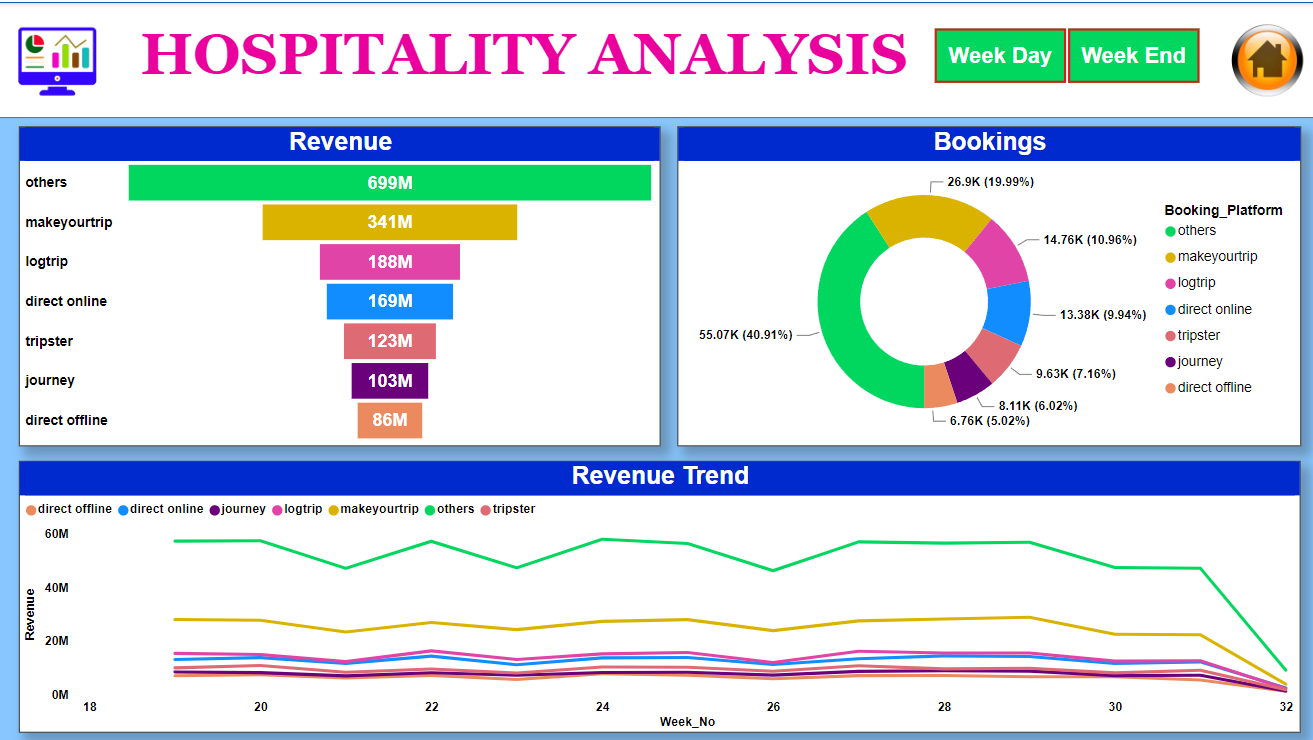 HOSPITALITY ANALYSIS
Week Day
Week End
Revenue
others 699M
makeyourtrip 341M
logtrip 188M
direct online 169M
tripster 123M
journey 103M
direct offline 86M
Bookings
26.9K (19.99%)
14.76K (10.96%)
13.38K (9.94%)
9.63K (7.16%)
8.11K (6.02%)
6.76K (5.02%)
55.07K (40.91%)
Booking_Platform
others
makeyourtrip
logtrip
direct online
tripster
journey
direct offline
Revenue Trend
direct offline direct online journey logtrip makeyourtrip others tripster
Revenue
60M
40M
20M
0M
18 20 22 24 26 28 30 32
Week_No